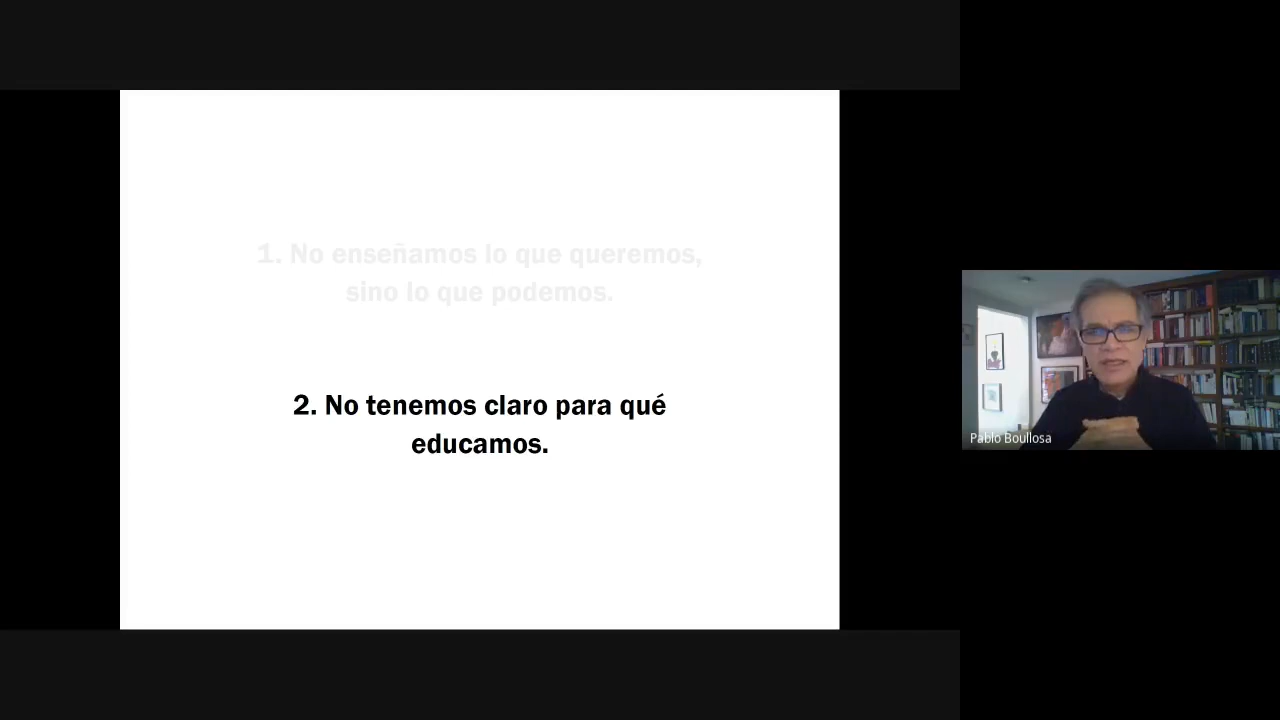 1. No enseñamos lo que queremos,
sino lo que podemos.
2. No tenemos claro para qué
educamos.
Pablo Boullosa